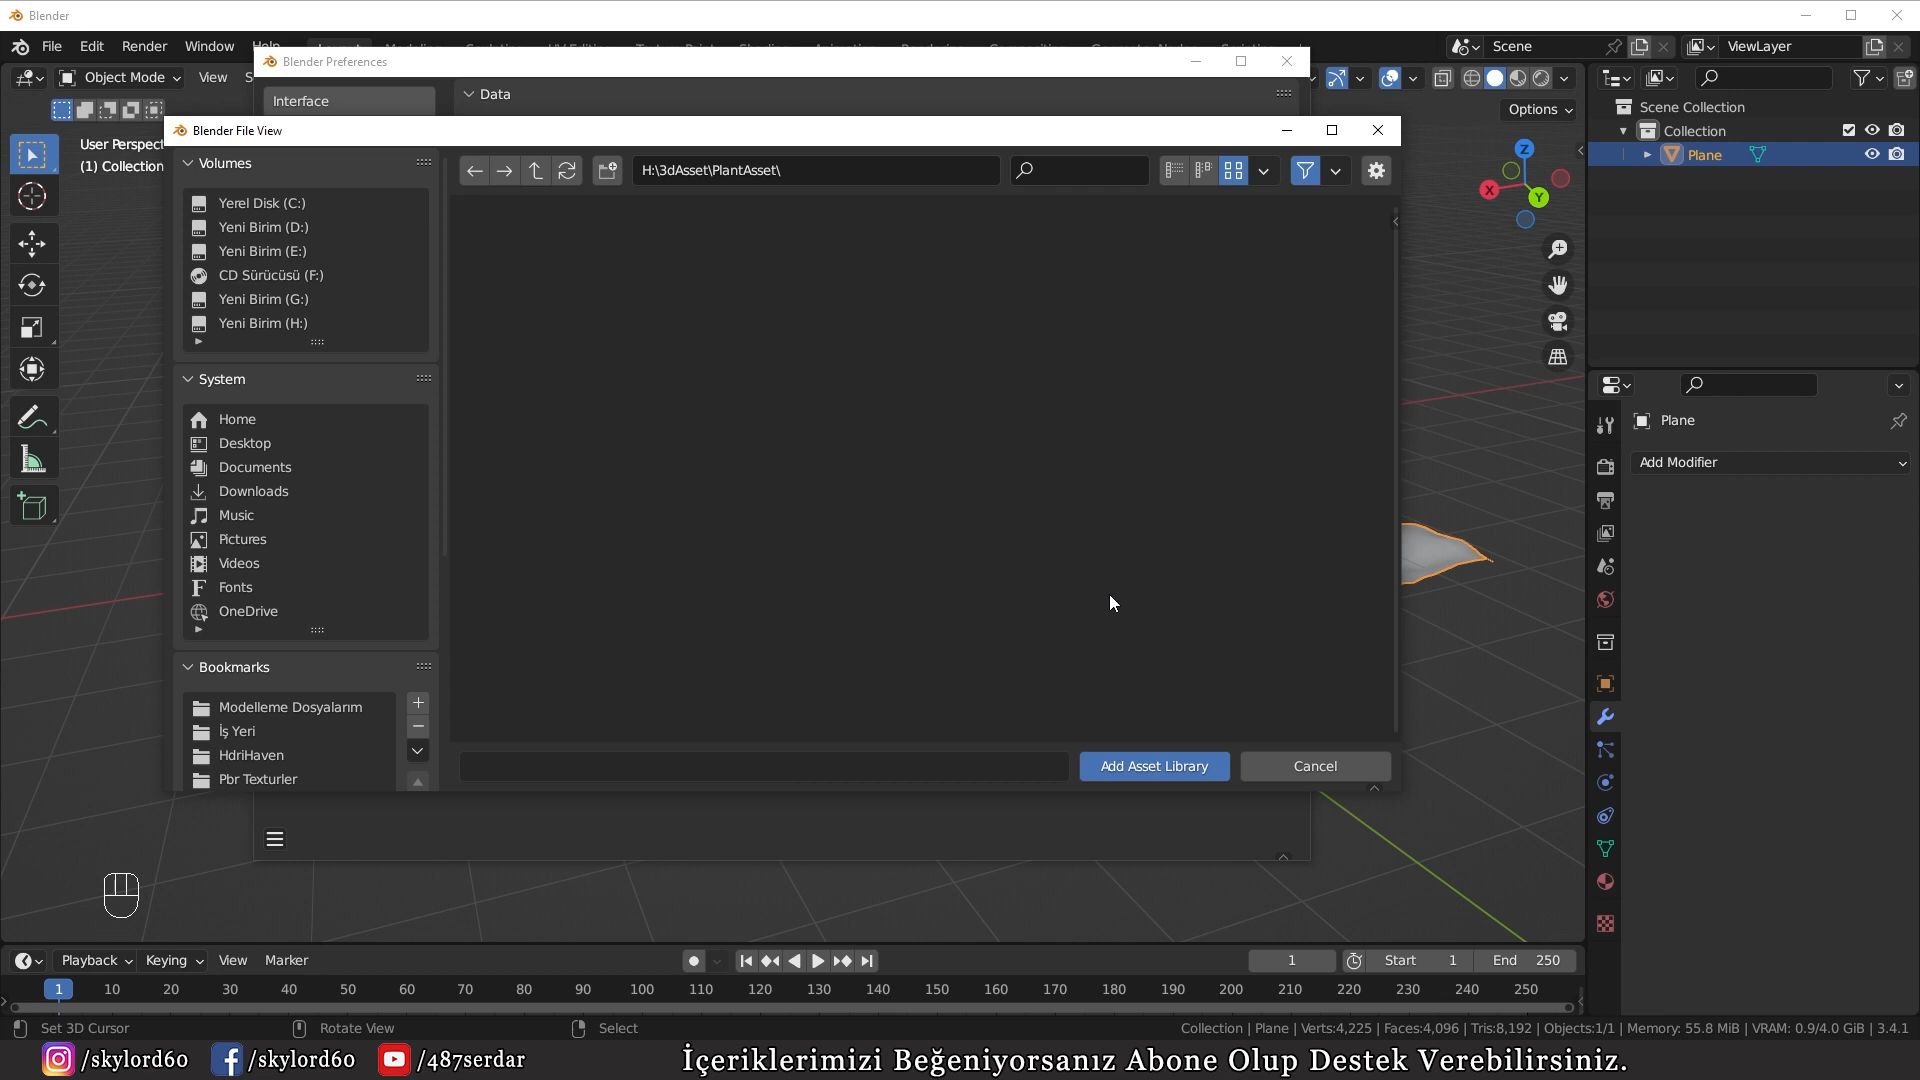 Blender
File Edit Render Window Help
Scene
ViewLayer
Blender Preferences
Object Mode View
Interface
Data
Options
User Perspect
(1) Collection
Scene Collection
Collection
Plane
Blender File View
Volumes
H:\3dAsset\PlantAsset\
Yerel Disk (C:)
Yeni Birim (D:)
Yeni Birim (E:)
CD Sürücüsü (F:)
Yeni Birim (G:)
Yeni Birim (H:)
System
Home
Desktop
Documents
Downloads
Music
Pictures
Videos
Fonts
OneDrive
Bookmarks
Modelleme Dosyalarım
İş Yeri
HdriHaven
Pbr Texturler
Add Asset Library
Cancel
Z
X
Y
Plane
Add Modifier
Playback Keying View Marker
1
Start 1
End 250
1 10 20 30 40 50 60 70 80 90 100 110 120 130 140 150 160 170 180 190 200 210 220 230 240 250
Set 3D Cursor
Rotate View
Select
Collection | Plane | Verts:4,225 | Faces:4,096 | Tris:8,192 | Objects:1/1 | Memory: 55.8 MiB | VRAM: 0.9/4.0 GiB | 3.4.1
/skylord60 /skylord60 /487serdar
İçeriklerimizi Beğeniyorsanız Abone Olup Destek Verebilirsiniz.